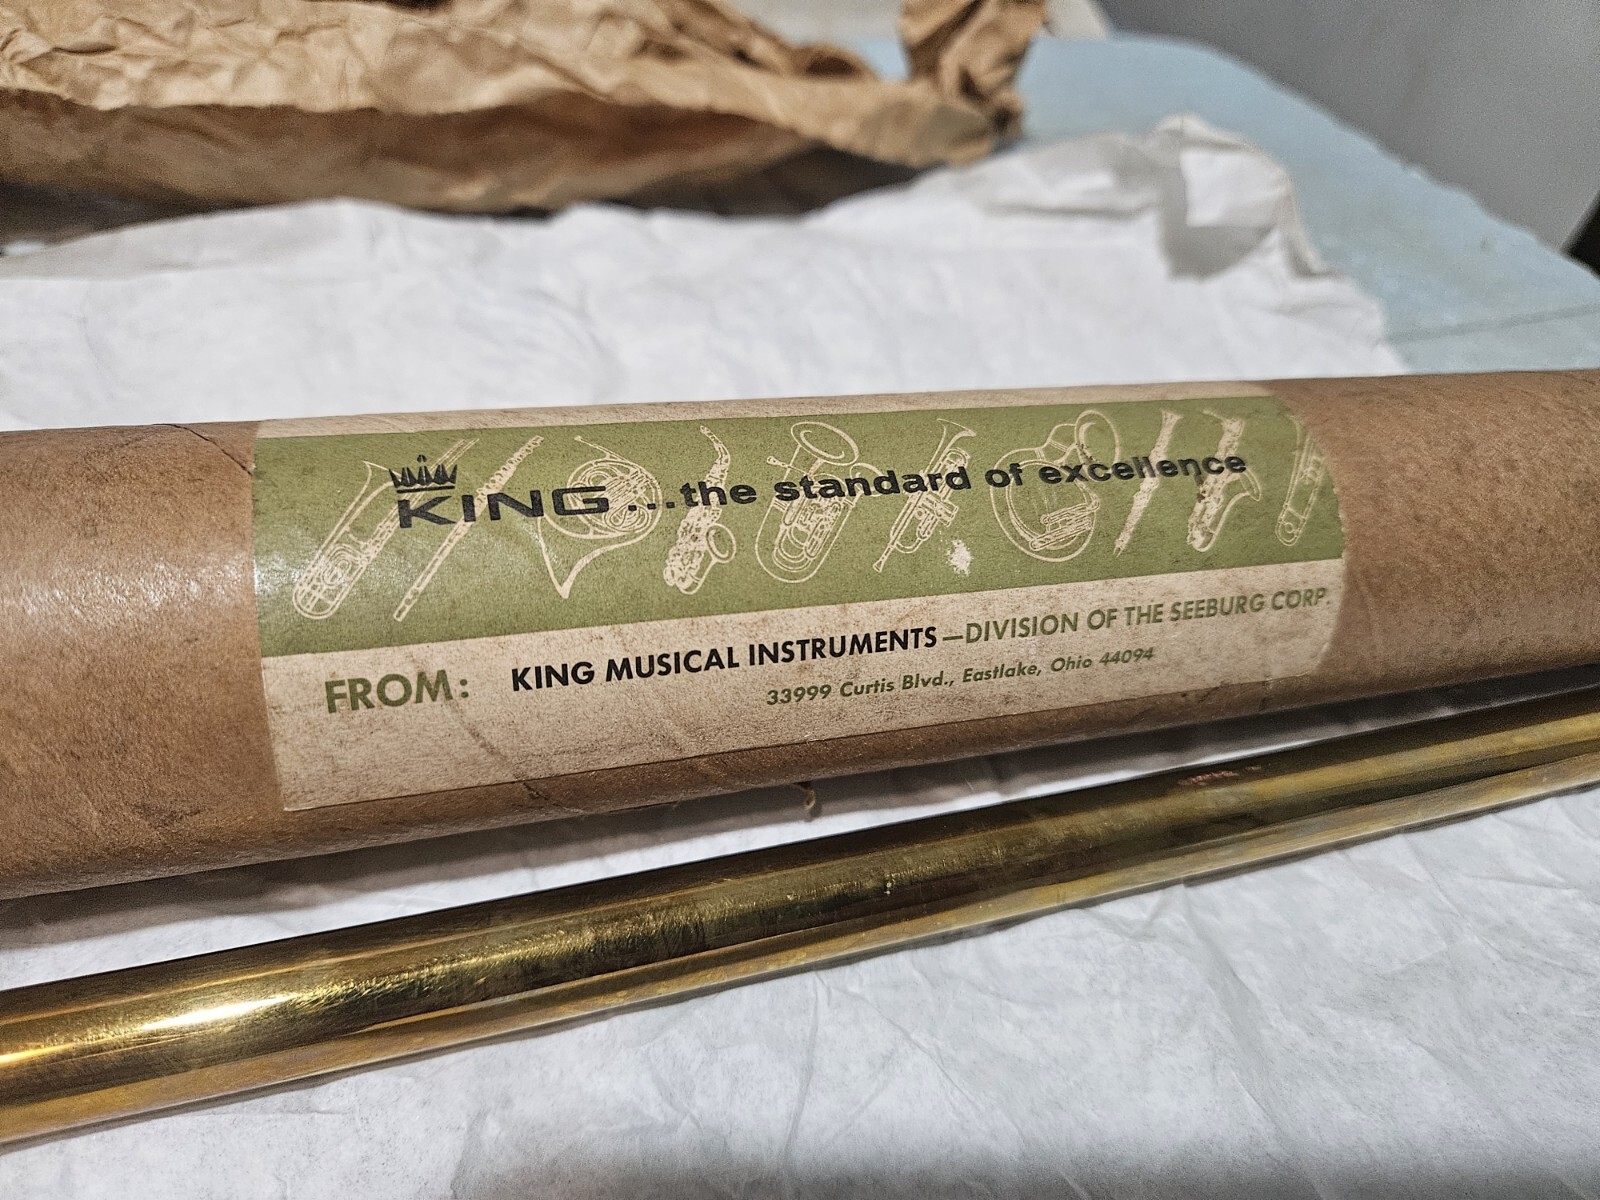 KING ...the standard of excellence
FROM: KING MUSICAL INSTRUMENTS—DIVISION OF THE SEEBURG CORP.
33999 Curtis Blvd., Eastlake, Ohio 44094